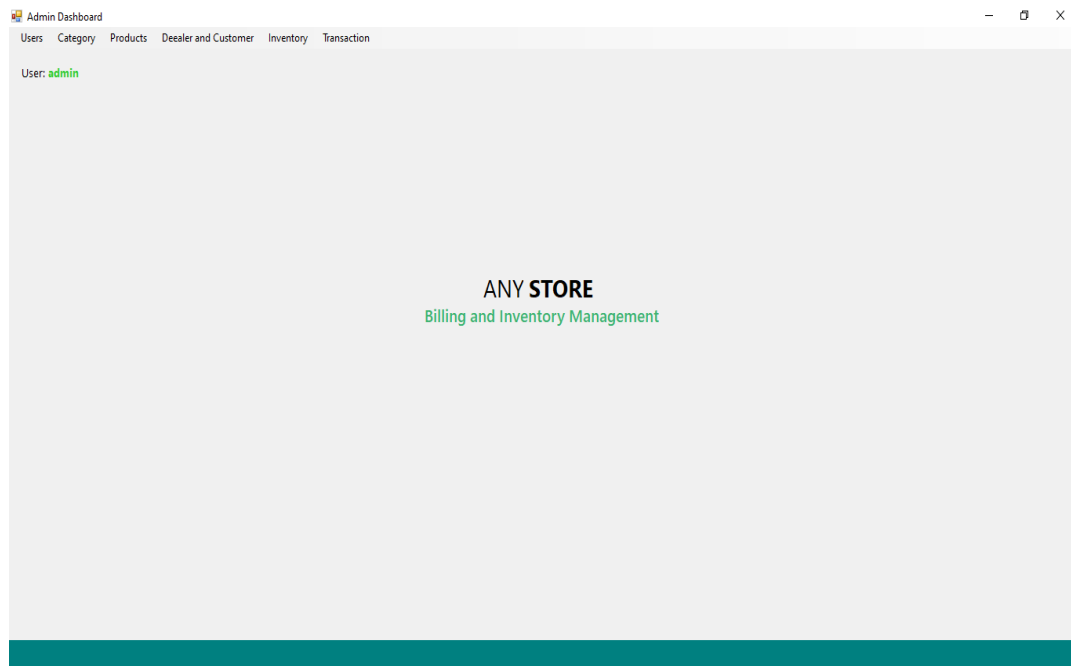 Admin Dashboard
Users Category Products Deealer and Customer Inventory Transaction
User: admin
ANY STORE
Billing and Inventory Management